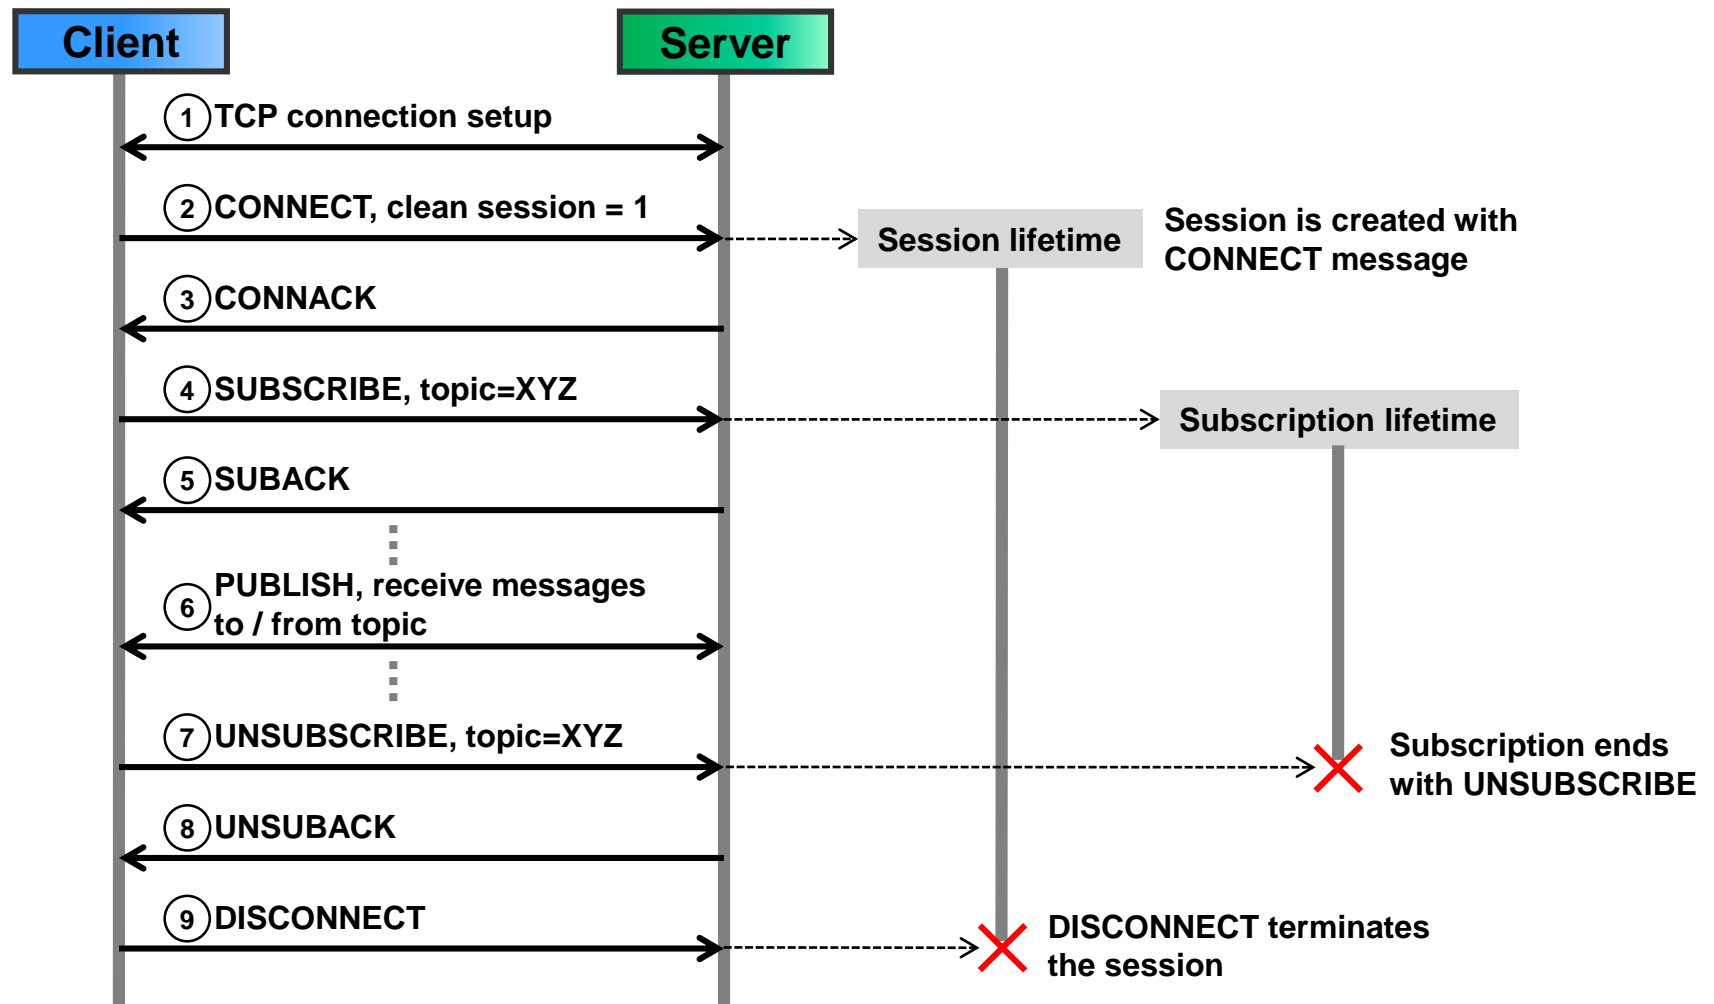 Client
Server
1 TCP connection setup
2 CONNECT, clean session = 1
Session lifetime
Session is created with
CONNECT message
3 CONNACK
4 SUBSCRIBE, topic=XYZ
Subscription lifetime
5 SUBACK
6 PUBLISH, receive messages
to / from topic
7 UNSUBSCRIBE, topic=XYZ
Subscription ends
with UNSUBSCRIBE
8 UNSUBACK
9 DISCONNECT
DISCONNECT terminates
the session